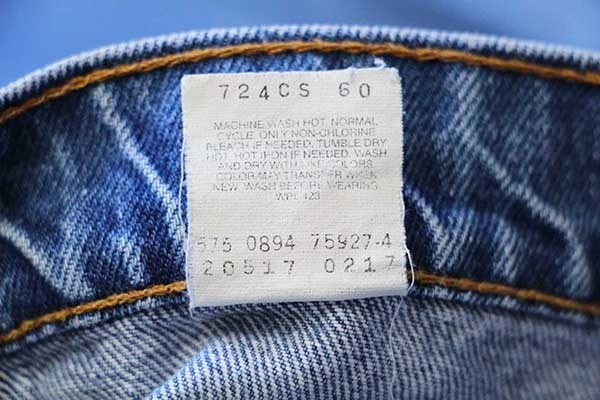 724CS 60
MACHINE WASH HOT NORMAL
CYCLE ONLY NON-CHLORINE
BLEACH IF NEEDED. TUMBLE DRY
HOT. HOT IRON IF NEEDED. WASH
AND DRY WITH LIKE COLORS
COLOR MAY TRANSFER WHEN
NEW. WASH BEFORE WEARING.
WPL 423
575 0894 75927-4
20517 0217